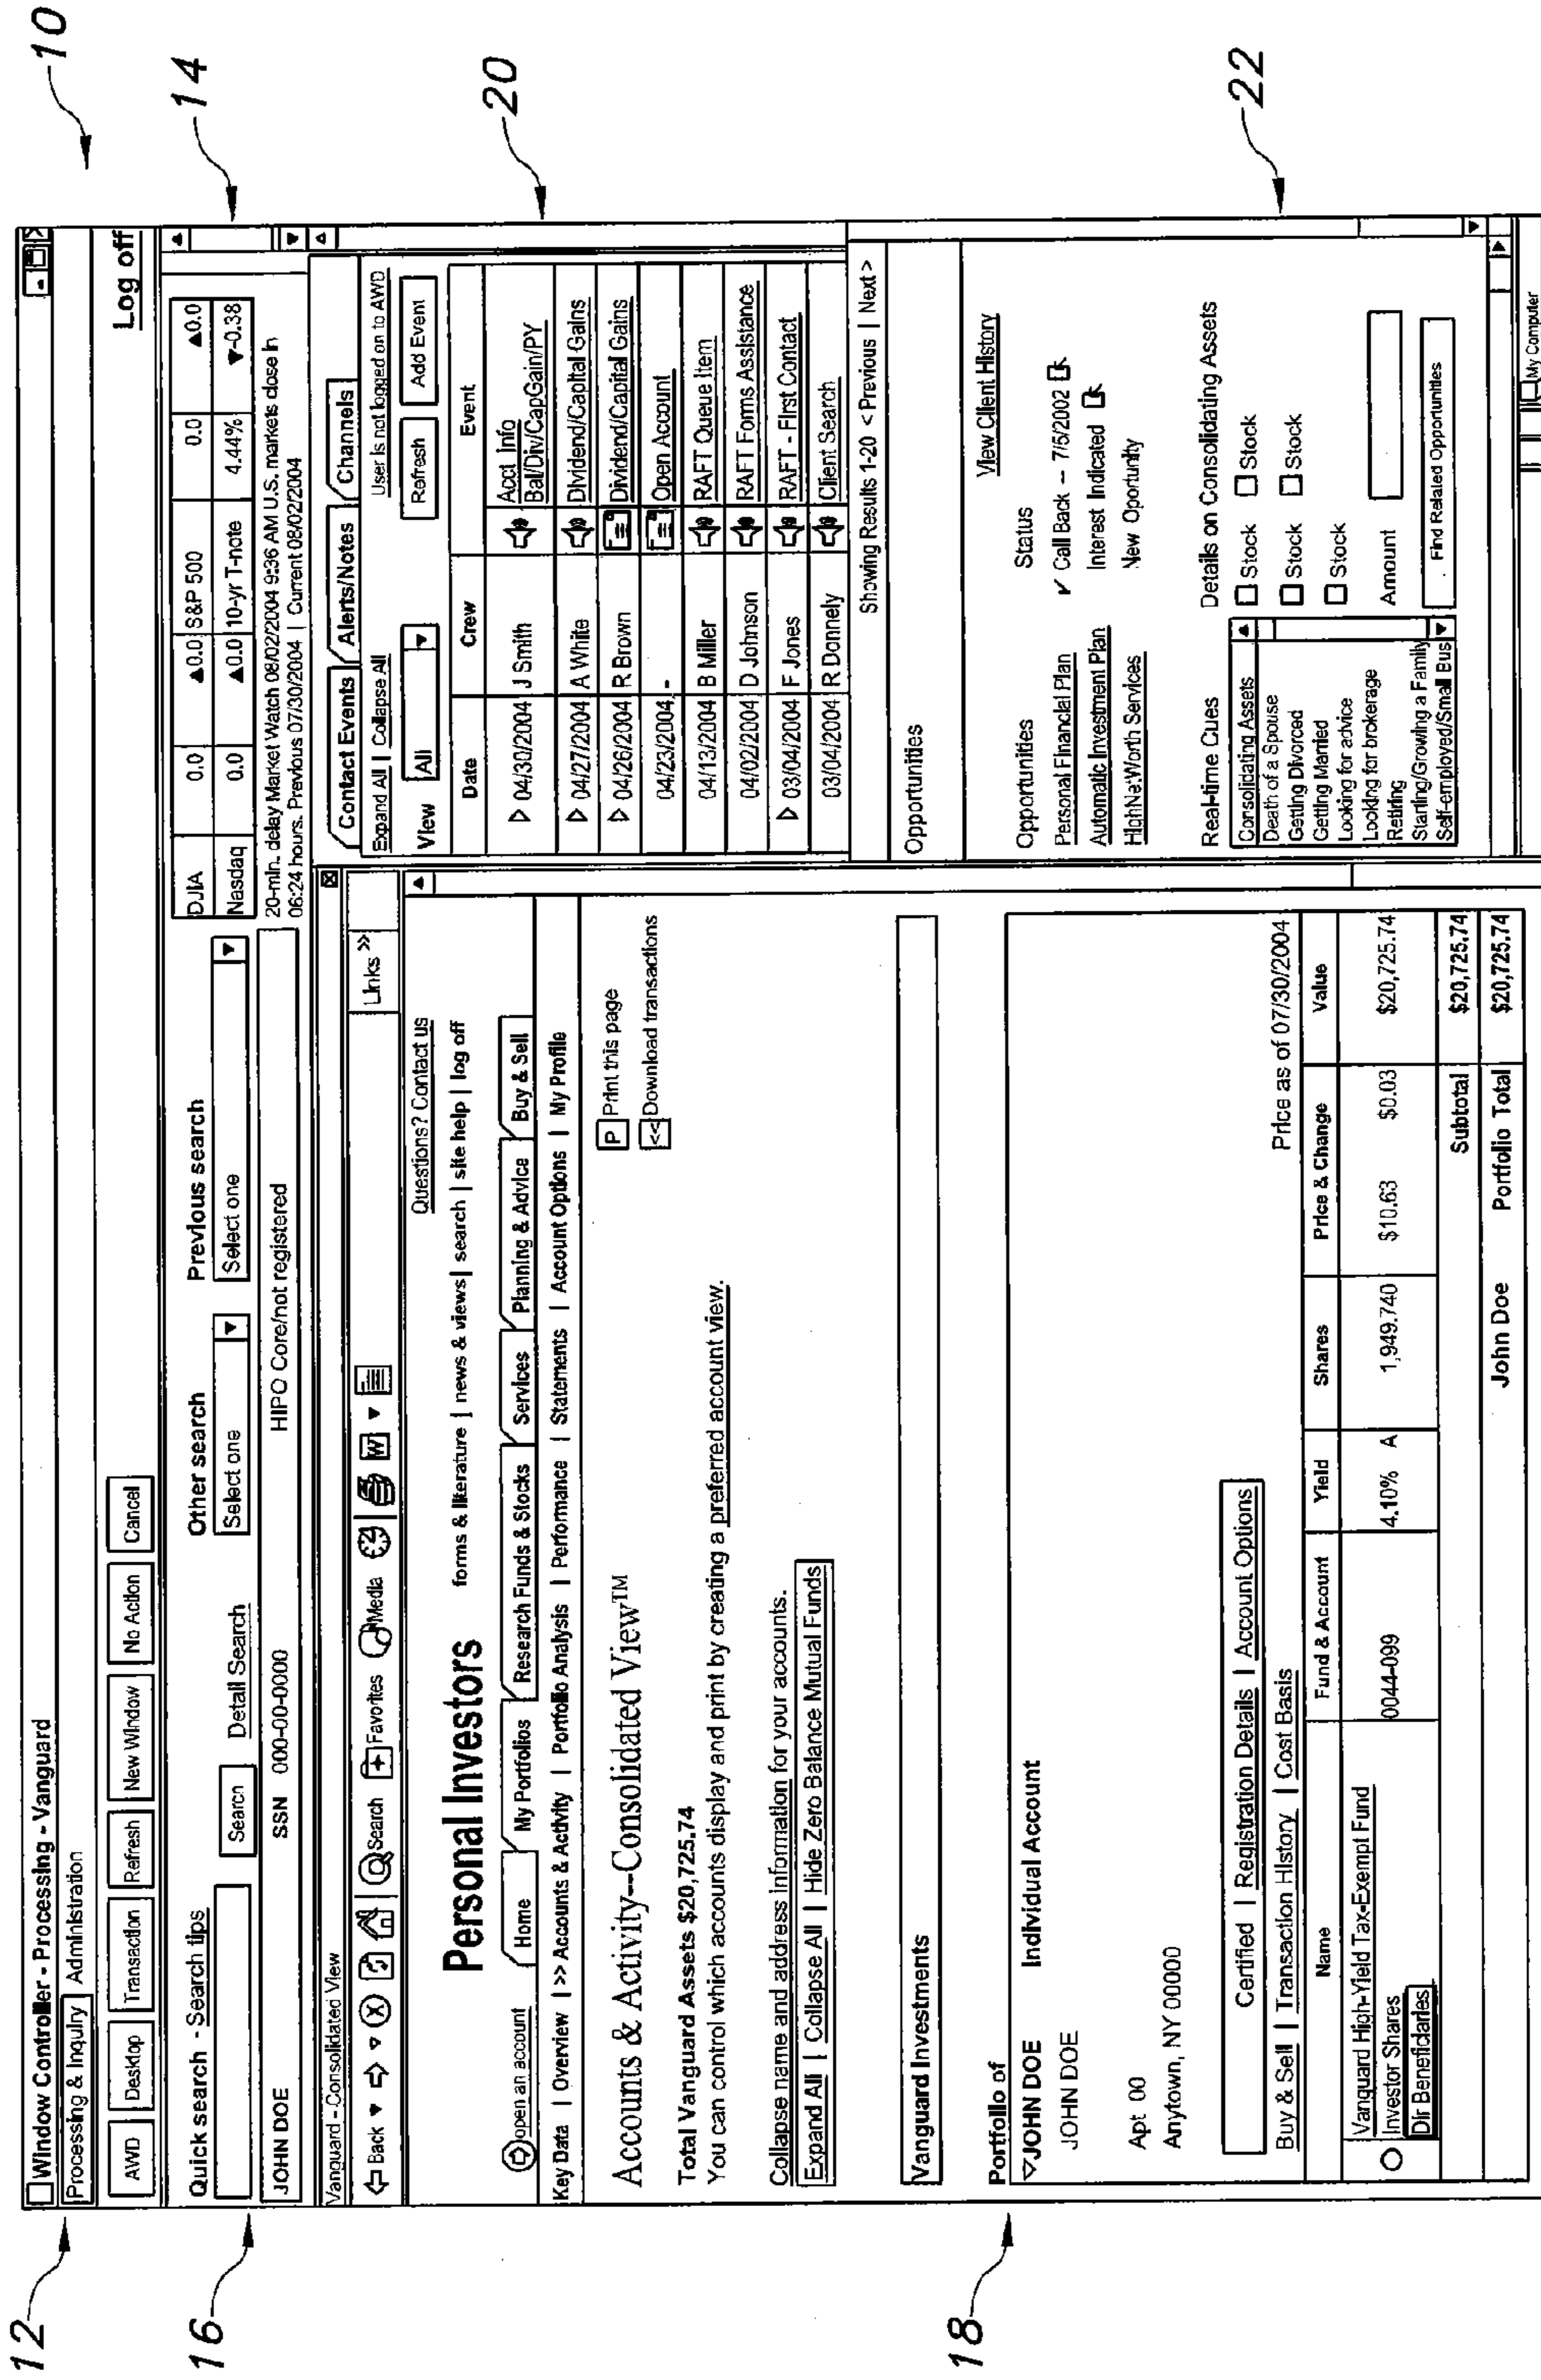 10
12
Window Controller - Processing - Vanguard
Processing & Inquiry Administration
AWD Desktop Transaction Refresh New Window No Action Cancel
Log off
14
16
Quick search - Search tips
Searcn Detail Search
Other search
Select one
Previous search
Select one
DJIA 0.0 ▲0.0 S&P 500 0.0 ▲0.0
Nasdaq 0.0 ▲0.0 10-yr T-note 4.44% ▼-0.38
20-min. delay Market Watch 08/02/2004 9:36 AM U.S. markets close in
06:24 hours. Previous 07/30/2004 | Current 08/02/2004
JOHN DOE SSN 000-00-0000 HIPO Core/not registered
Vanguard - Consolidated View
Back Search Favorites Media W Links »
Questions? Contact us
Personal Investors
forms & literature | news & views | search | site help | log off
open an account
Home My Portfolios Research Funds & Stocks Services Planning & Advice Buy & Sell
Key Data | Overview | >> Accounts & Activity | Portfolio Analysis | Performance | Statements | Account Options | My Profile
Accounts & Activity--Consolidated View™
P Print this page
<< Download transactions
Total Vanguard Assets $20,725.74
You can control which accounts display and print by creating a preferred account view.
Collapse name and address information for your accounts.
Expand All | Collapse All | Hide Zero Balance Mutual Funds
Vanguard Investments
18
Portfolio of
▽JOHN DOE Individual Account
JOHN DOE
Apt 00
Anytown, NY 00000
Certified | Registration Details | Account Options
Buy & Sell | Transaction History | Cost Basis
Price as of 07/30/2004
Name Fund & Account Yield Shares Price & Change Value
Vanguard High-Yield Tax-Exempt Fund
Investor Shares 0044-099 4.10% A 1,949.740 $10.63 $0.03 $20,725.74
Dir Beneficiaries
Subtotal $20,725.74
John Doe Portfolio Total $20,725.74
20
Contact Events Alerts/Notes Channels
Expand All | Collapse All User is not logged on to AWD
View All Refresh Add Event
Date Crew Event
▷ 04/30/2004 J Smith Acct Info
Bal/Div/CapGain/PY
▷ 04/27/2004 A White Dividend/Capital Gains
▷ 04/26/2004 R Brown Dividend/Capital Gains
04/23/2004 - Open Account
04/13/2004 B Miller RAFT Queue Item
04/02/2004 D Johnson RAFT Forms Assistance
▷ 03/04/2004 F Jones RAFT - First Contact
03/04/2004 R Donnely Client Search
Showing Results 1-20 < Previous | Next >
Opportunities
View Client History
Opportunities Status
Personal Financial Plan ✓ Call Back -- 7/5/2002
Automatic Investment Plan Interest Indicated
HighNetWorth Services New Opportunity
22
Real-time Cues
Consolidating Assets
Death of a Spouse
Getting Divorced
Getting Married
Looking for advice
Looking for brokerage
Retiring
Starting/Growing a Family
Self-employed/Small Bus
Details on Consolidating Assets
Stock Stock
Stock Stock
Stock
Amount
Find Related Opportunities
My Computer